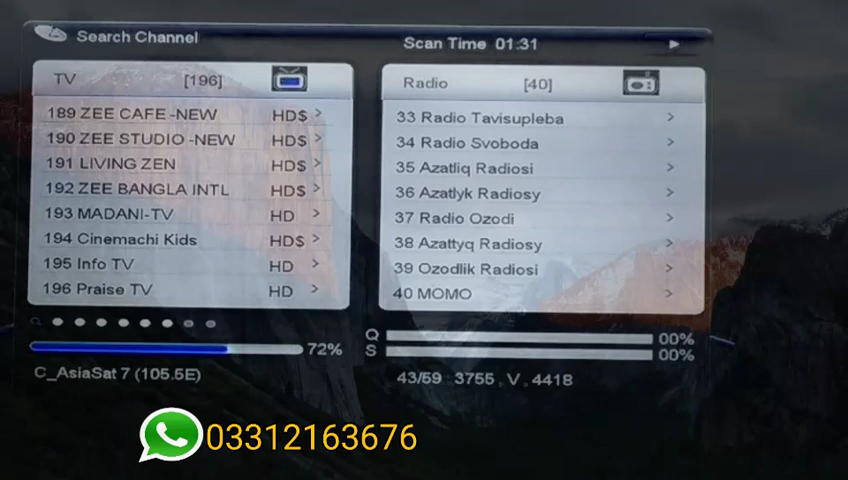 Search Channel
Scan Time 01:31
TV [196]
189 ZEE CAFE -NEW HD$ >
190 ZEE STUDIO -NEW HD$ >
191 LIVING ZEN HD$ >
192 ZEE BANGLA INTL HD$ >
193 MADANI-TV HD >
194 Cinemachi Kids HD$ >
195 Info TV HD >
196 Praise TV HD >
Radio [40]
33 Radio Tavisupleba >
34 Radio Svoboda >
35 Azatliq Radiosi >
36 Azatlyk Radiosy >
37 Radio Ozodi >
38 Azattyq Radiosy >
39 Ozodlik Radiosi >
40 MOMO >
72%
C_AsiaSat 7 (105.5E)
Q 00%
S 00%
43/59 : 3755 , V , 4418
03312163676